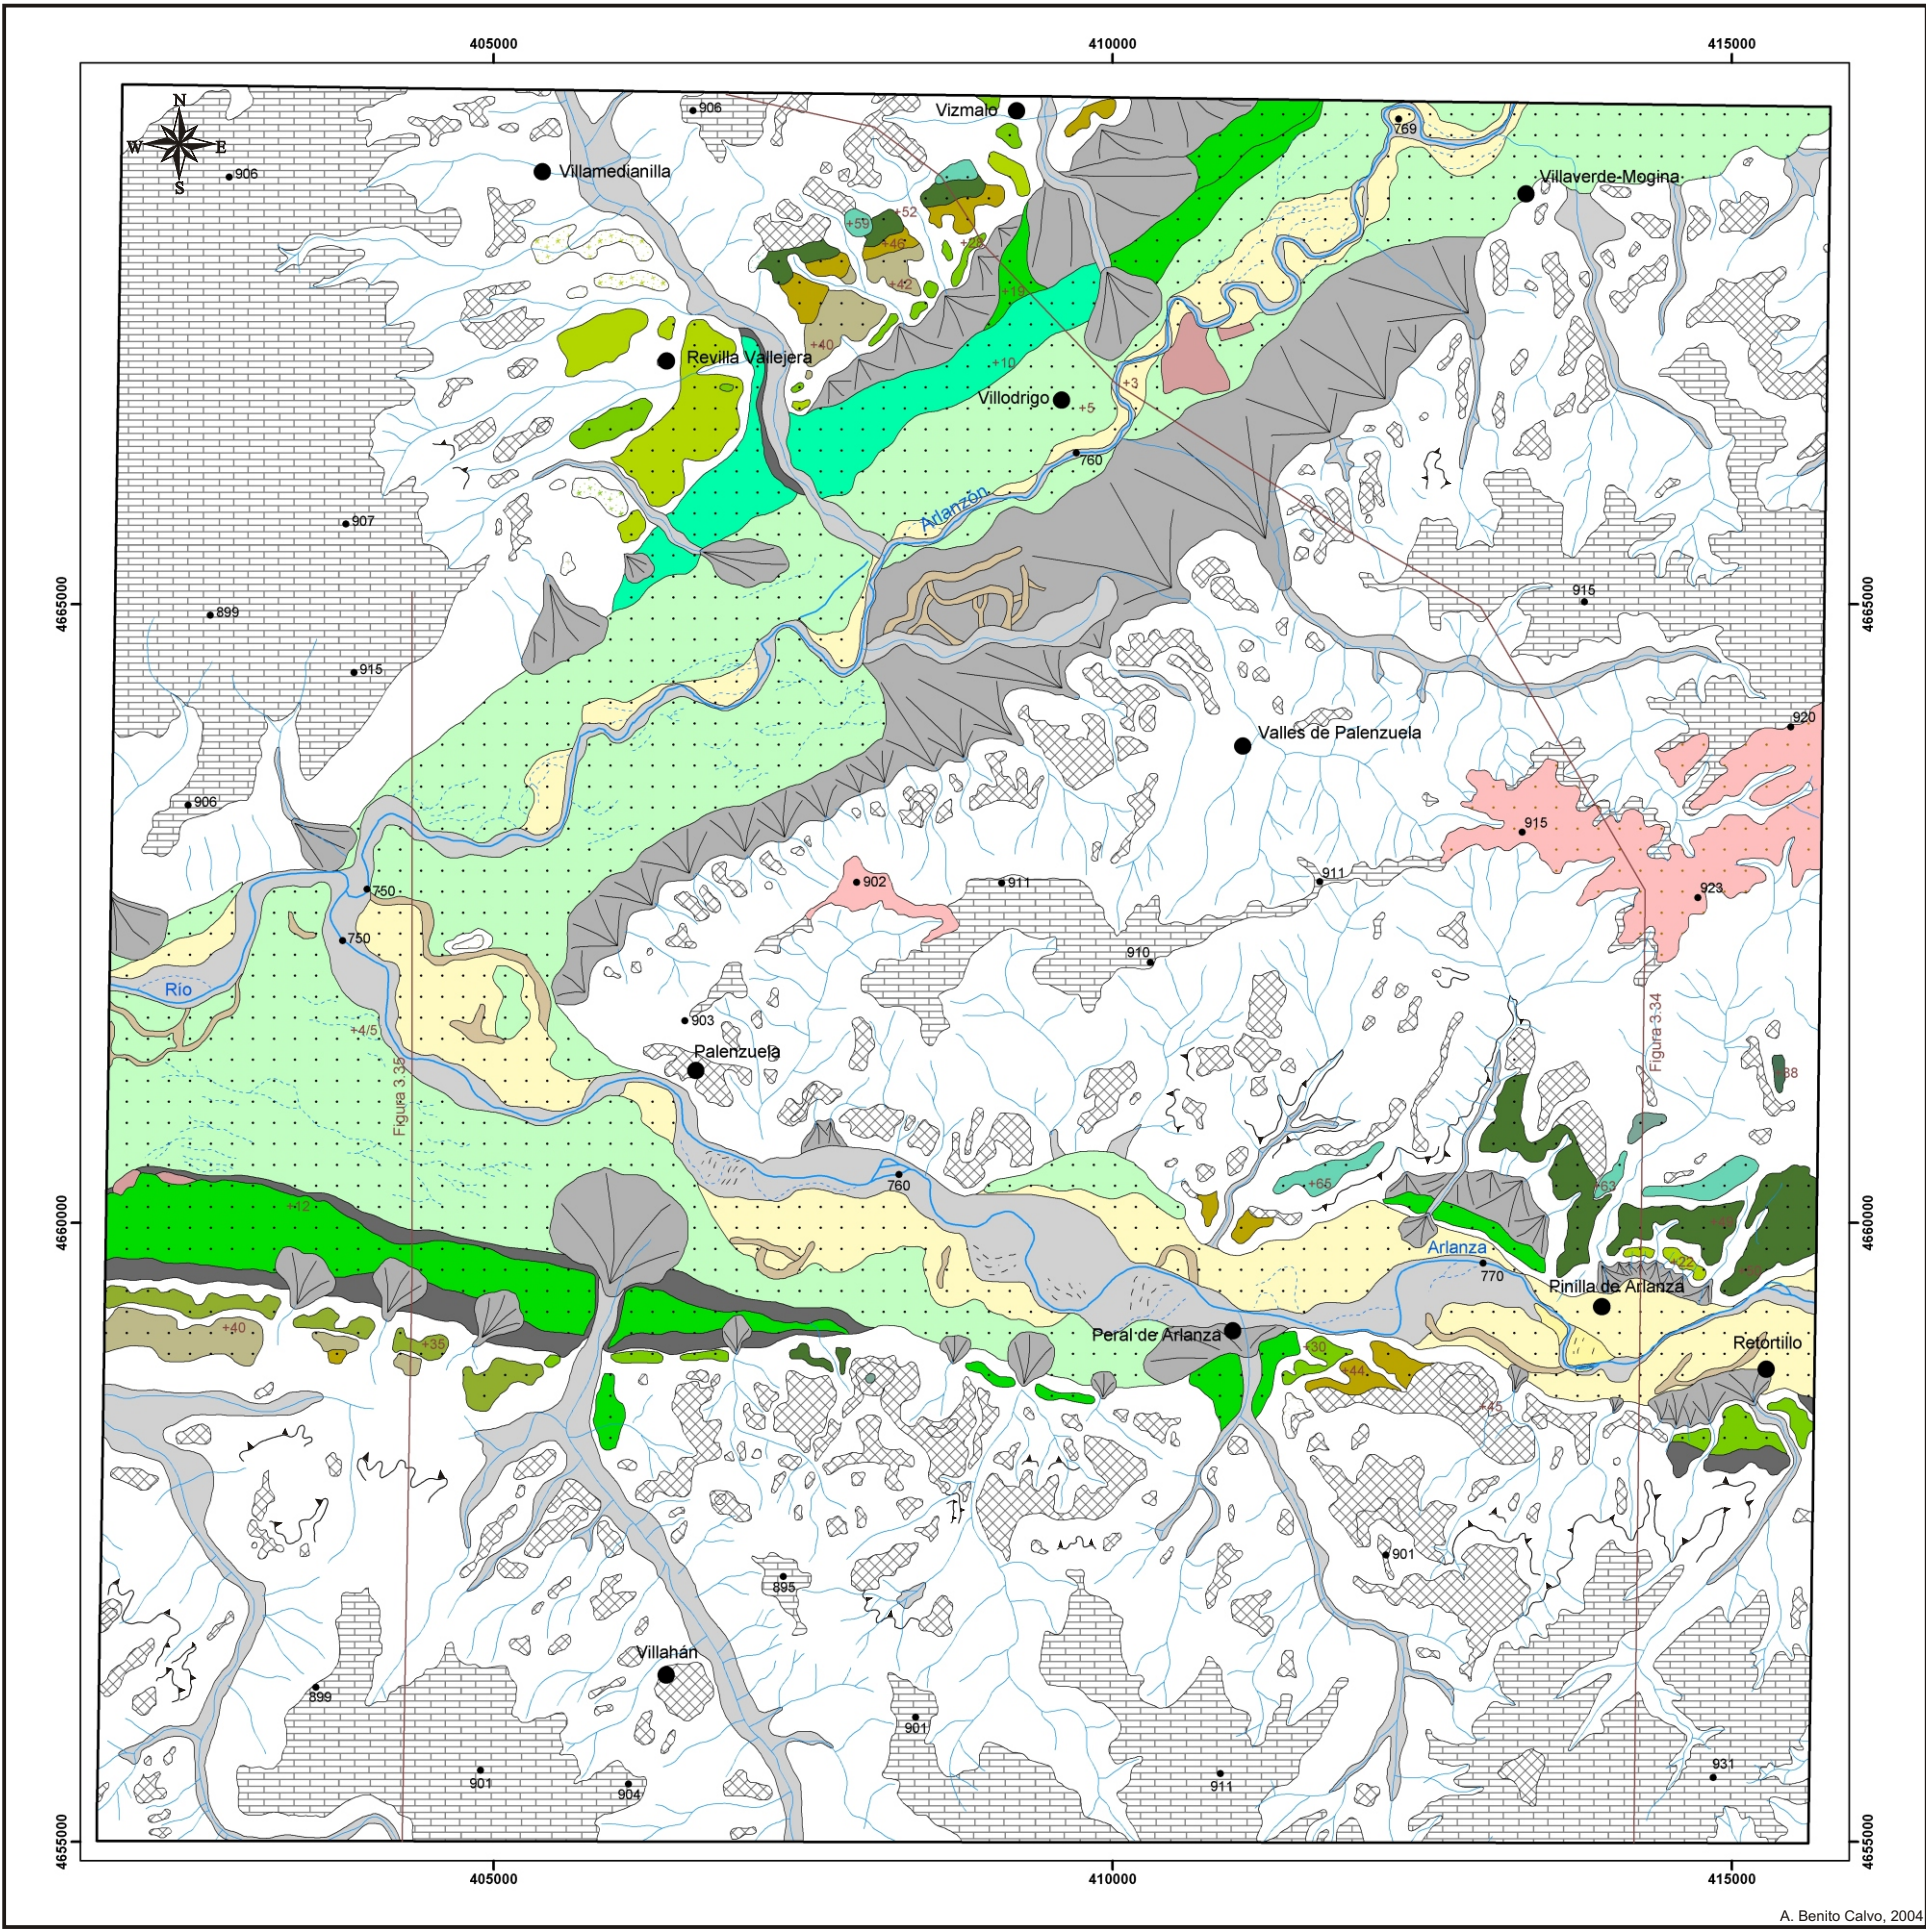 405000 410000 415000
N
W E
S
906
Vizmalo
769
Villamedianilla
906
Villaverde-Mogina
+59
+52
+46
+28
+42
+19
+40
Revilla Vallejera
+10
+3
Villodrigo
+5
760
Arlanzón
907
4665000
4665000
899
915
915
920
Valles de Palenzuela
906
915
902
911
911
923
750
750
910
Río
+4/5
903
Palenzuela
Figura 3.35
Figura 3.34
760
+65
+63
+12
4660000
4660000
Arlanza
770
+22
Pinilla de Arlanza
+40
+35
Peral de Arlanza
+30
+44
Retortillo
+45
901
895
Villahán
899
901
901
904
911
931
4655000
4655000
405000 410000 415000
A. Benito Calvo, 2004